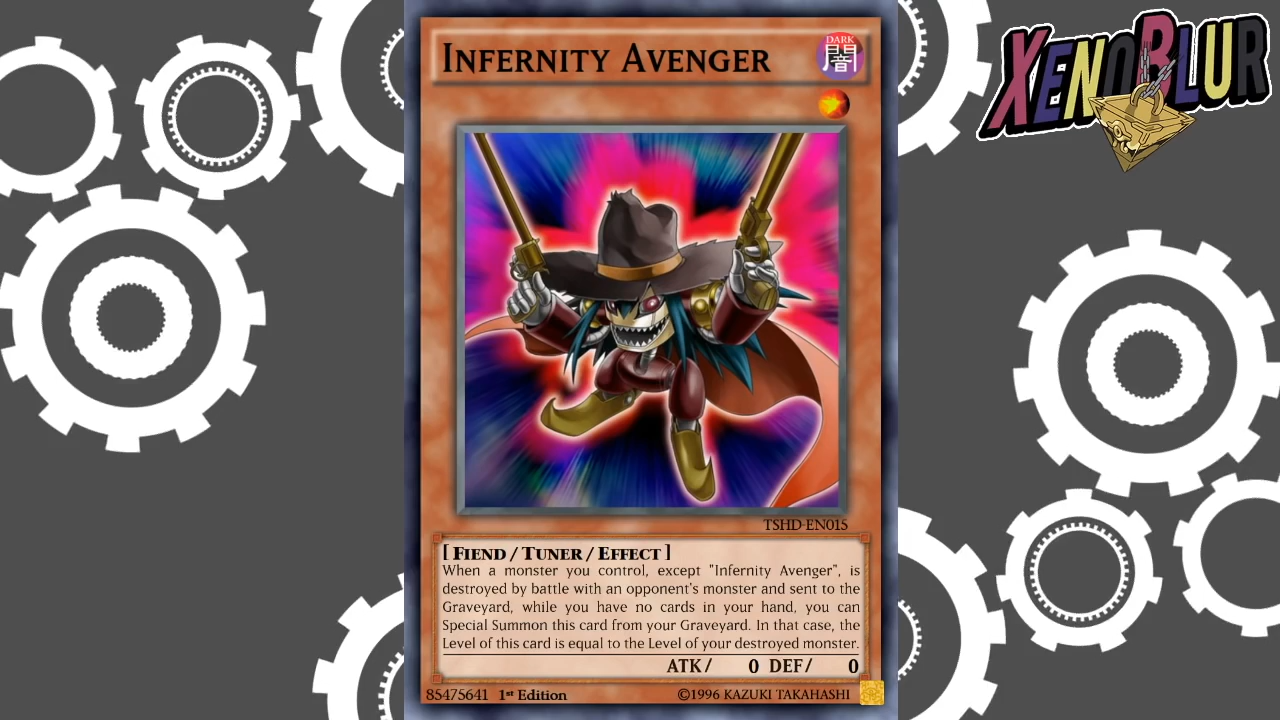 INFERNITY AVENGER
DARK
闇
XENOBLUR
TSHD-EN015
[ FIEND / TUNER / EFFECT ]
When a monster you control, except "Infernity Avenger", is
destroyed by battle with an opponent's monster and sent to the
Graveyard, while you have no cards in your hand, you can
Special Summon this card from your Graveyard. In that case, the
Level of this card is equal to the Level of your destroyed monster.
ATK / 0 DEF / 0
85475641 1st Edition ©1996 KAZUKI TAKAHASHI